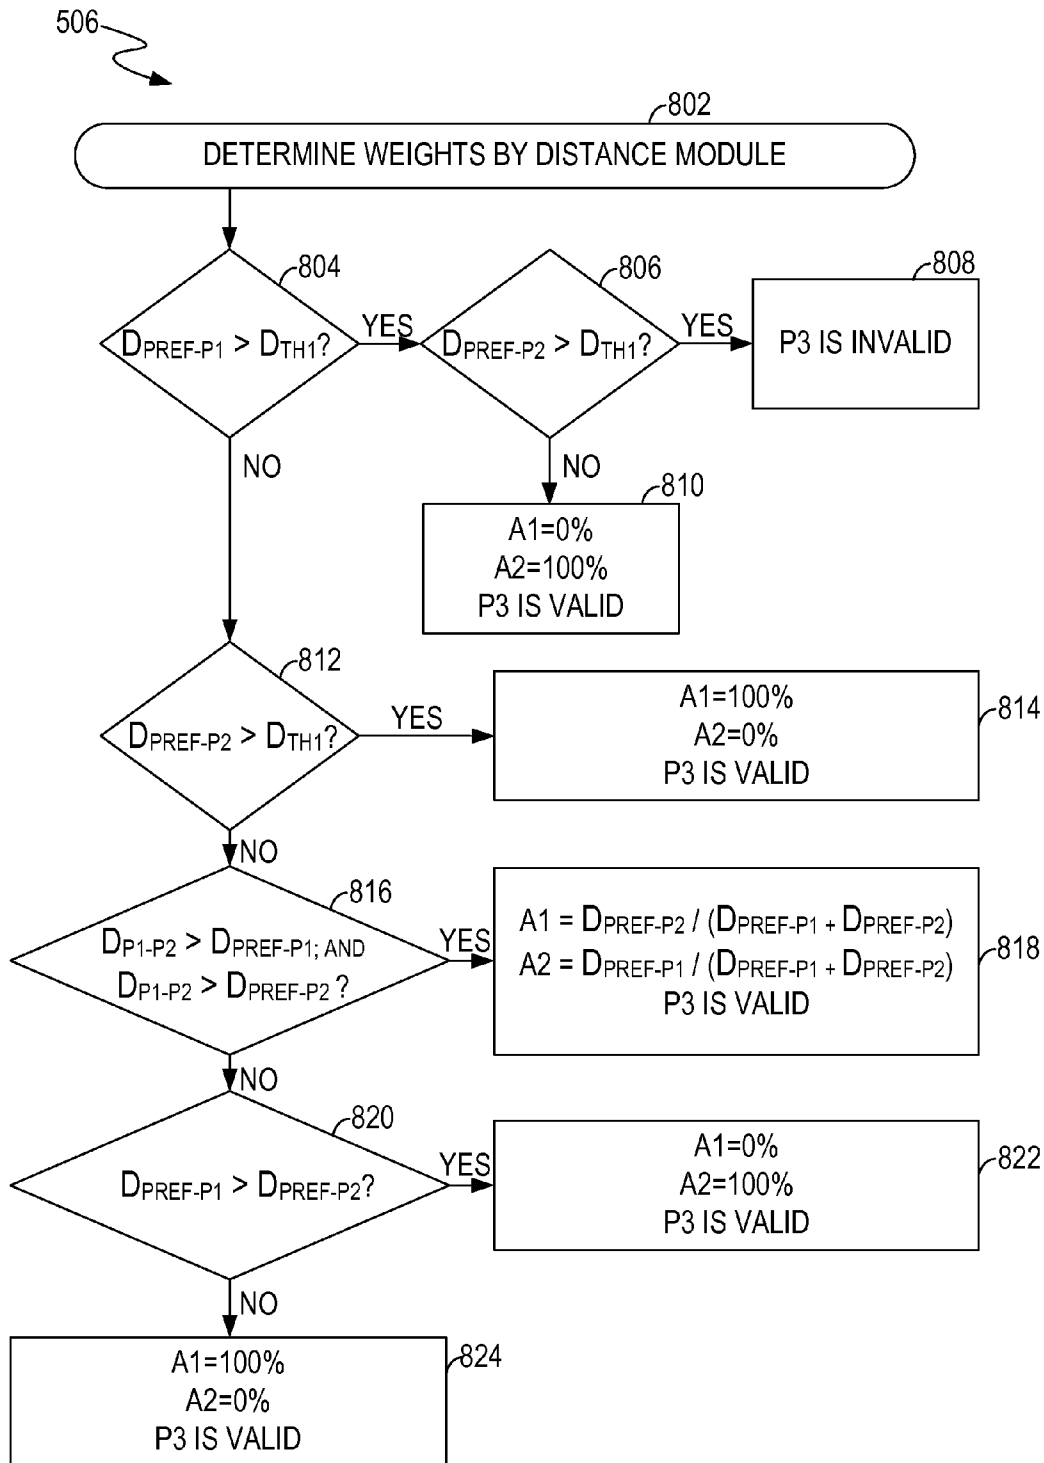 506
802
DETERMINE WEIGHTS BY DISTANCE MODULE
804
DPREF-P1 > DTH1?
YES
806
DPREF-P2 > DTH1?
YES
808
P3 IS INVALID
NO
NO
810
A1=0%
A2=100%
P3 IS VALID
812
DPREF-P2 > DTH1?
YES
814
A1=100%
A2=0%
P3 IS VALID
NO
816
DP1-P2 > DPREF-P1; AND
DP1-P2 > DPREF-P2 ?
YES
818
A1 = DPREF-P2 / (DPREF-P1 + DPREF-P2)
A2 = DPREF-P1 / (DPREF-P1 + DPREF-P2)
P3 IS VALID
NO
820
DPREF-P1 > DPREF-P2?
YES
822
A1=0%
A2=100%
P3 IS VALID
NO
824
A1=100%
A2=0%
P3 IS VALID